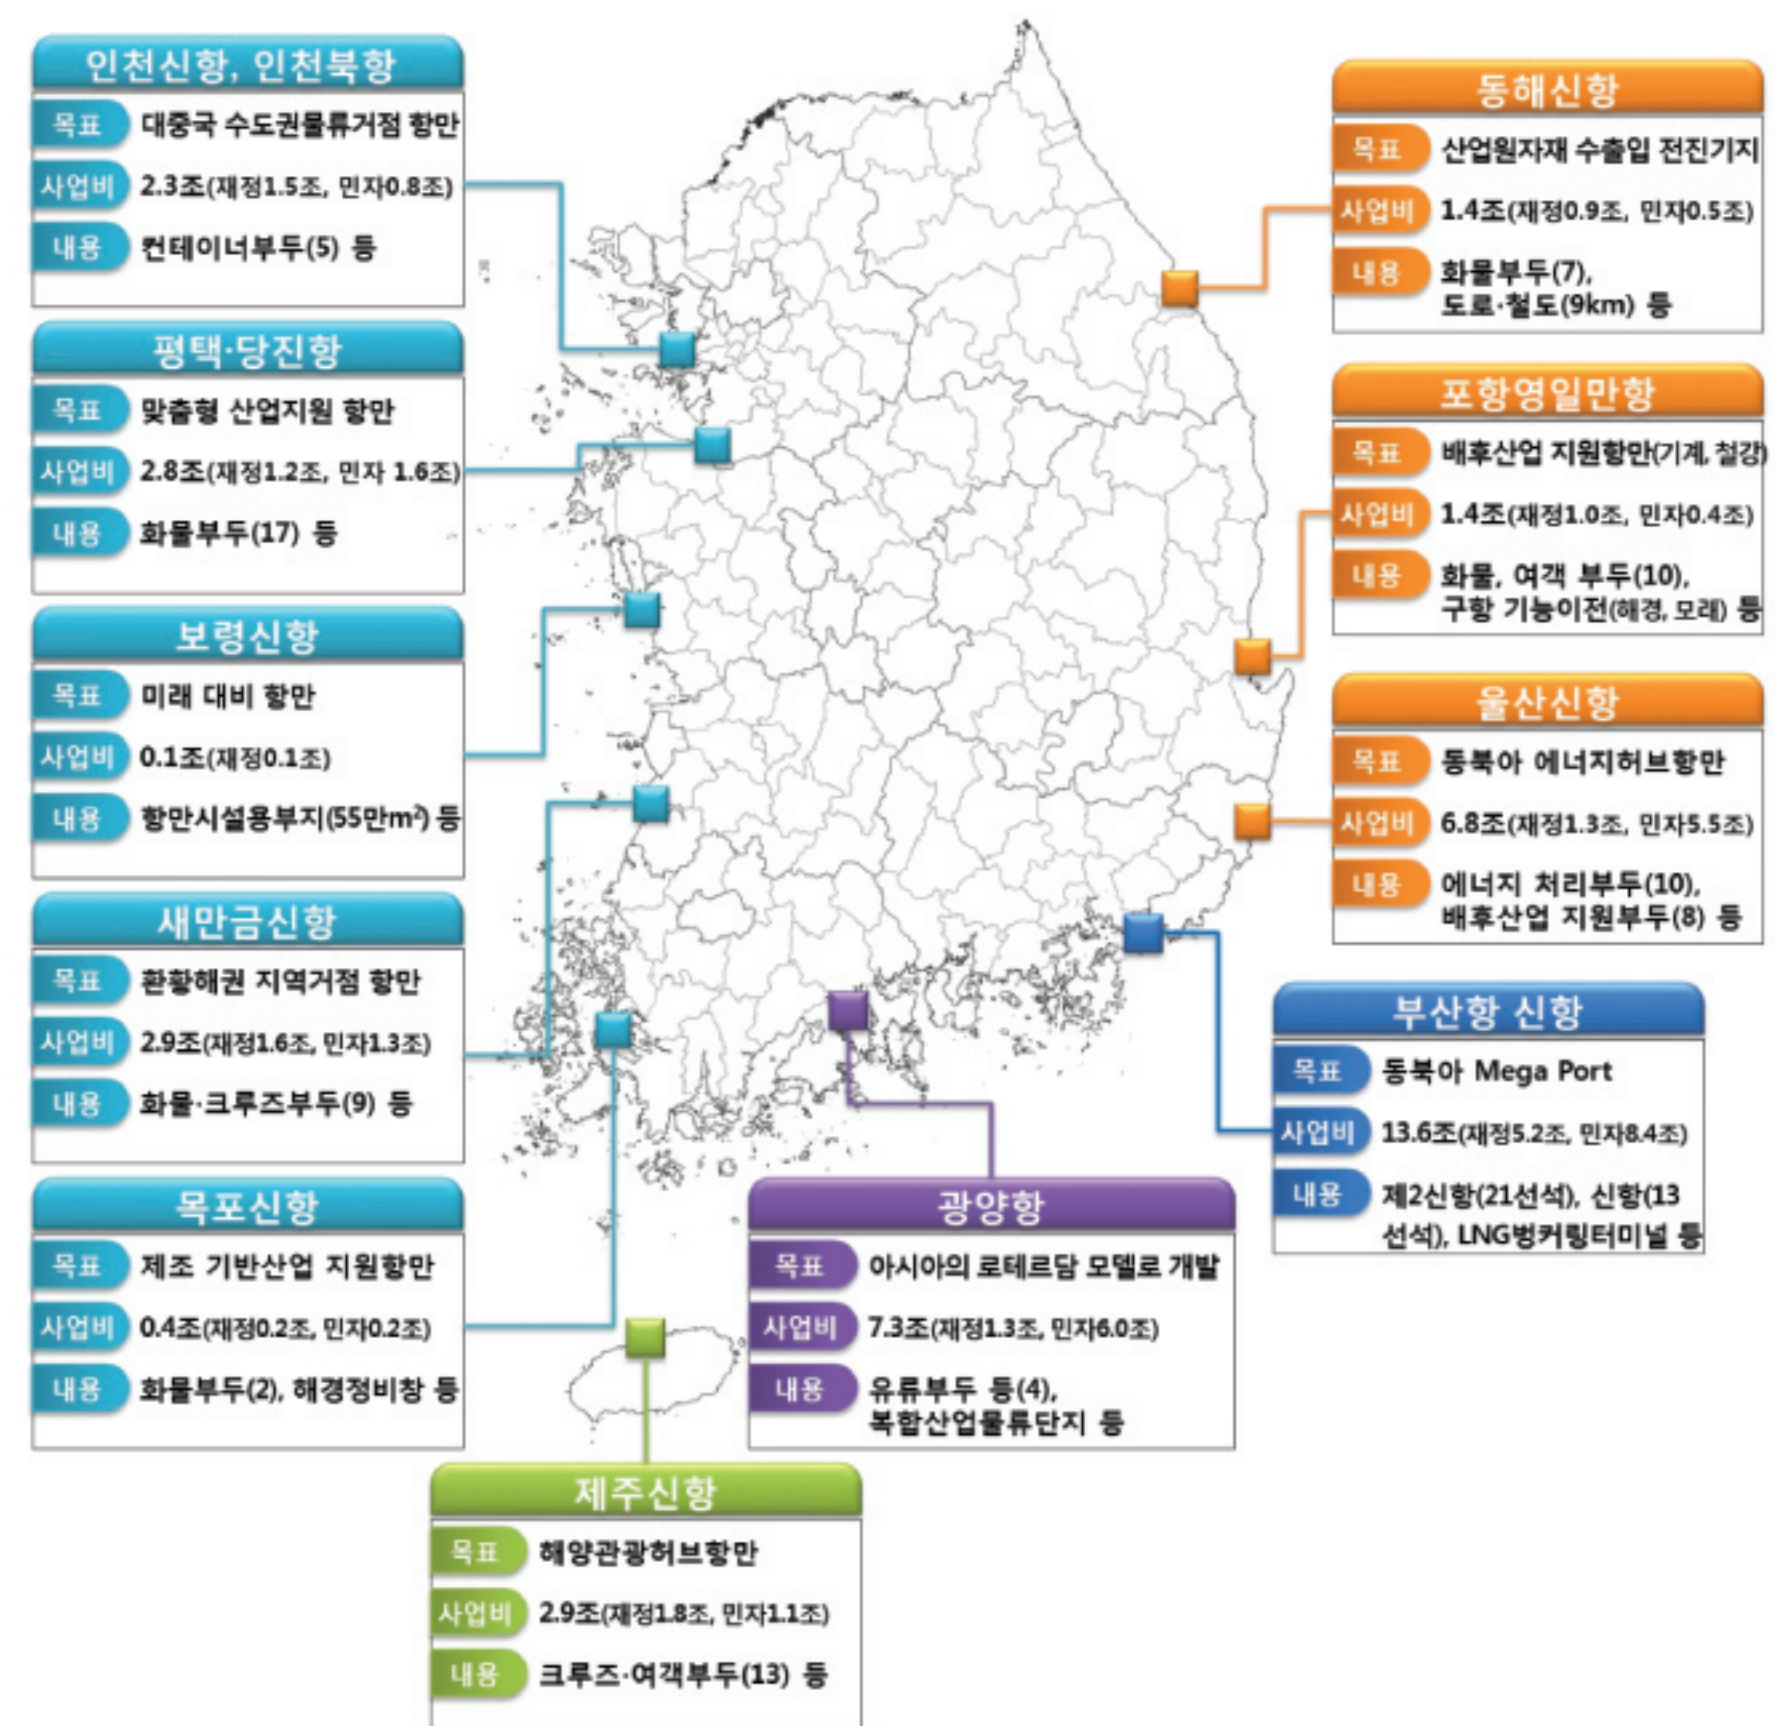 인천신항, 인천북항
목표 대중국 수도권물류거점 항만
사업비 2.3조(재정1.5조, 민자0.8조)
내용 컨테이너부두(5) 등
평택·당진항
목표 맞춤형 산업지원 항만
사업비 2.8조(재정1.2조, 민자 1.6조)
내용 화물부두(17) 등
보령신항
목표 미래 대비 항만
사업비 0.1조(재정0.1조)
내용 항만시설용부지(55만m²) 등
새만금신항
목표 환황해권 지역거점 항만
사업비 2.9조(재정1.6조, 민자1.3조)
내용 화물·크루즈부두(9) 등
목포신항
목표 제조 기반산업 지원항만
사업비 0.4조(재정0.2조, 민자0.2조)
내용 화물부두(2), 해경정비창 등
제주신항
목표 해양관광허브항만
사업비 2.9조(재정1.8조, 민자1.1조)
내용 크루즈·여객부두(13) 등
광양항
목표 아시아의 로테르담 모델로 개발
사업비 7.3조(재정1.3조, 민자6.0조)
내용 유류부두 등(4),
복합산업물류단지 등
동해신항
목표 산업원자재 수출입 전진기지
사업비 1.4조(재정0.9조, 민자0.5조)
내용 화물부두(7),
도로·철도(9km) 등
포항영일만항
목표 배후산업 지원항만(기계, 철강)
사업비 1.4조(재정1.0조, 민자0.4조)
내용 화물, 여객 부두(10),
구항 기능이전(해경, 모래) 등
울산신항
목표 동북아 에너지허브항만
사업비 6.8조(재정1.3조, 민자5.5조)
내용 에너지 처리부두(10),
배후산업 지원부두(8) 등
부산항 신항
목표 동북아 Mega Port
사업비 13.6조(재정5.2조, 민자8.4조)
내용 제2신항(21선석), 신항(13
선석), LNG벙커링터미널 등